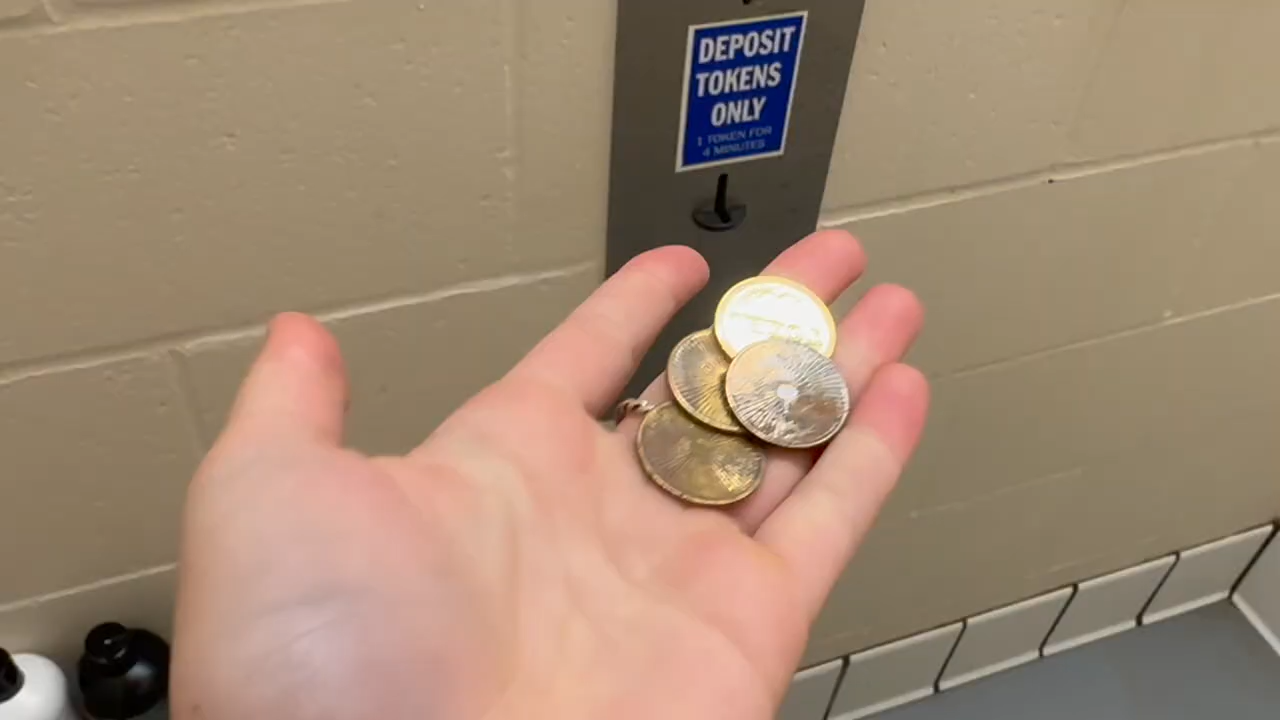 DEPOSIT
TOKENS
ONLY
1 TOKEN FOR
4 MINUTES